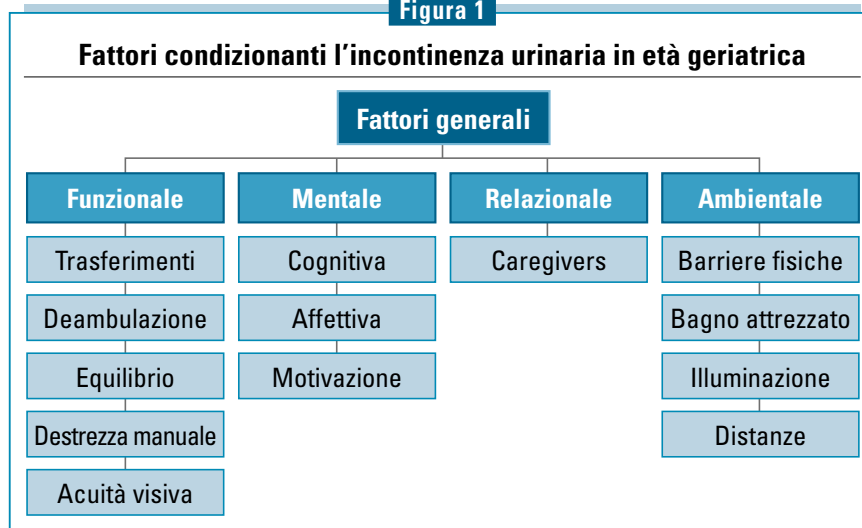 Figura 1
Fattori condizionanti l'incontinenza urinaria in età geriatrica
Fattori generali
Funzionale
Mentale
Relazionale
Ambientale
Trasferimenti
Cognitiva
Caregivers
Barriere fisiche
Deambulazione
Affettiva
Bagno attrezzato
Equilibrio
Motivazione
Illuminazione
Destrezza manuale
Distanze
Acuità visiva